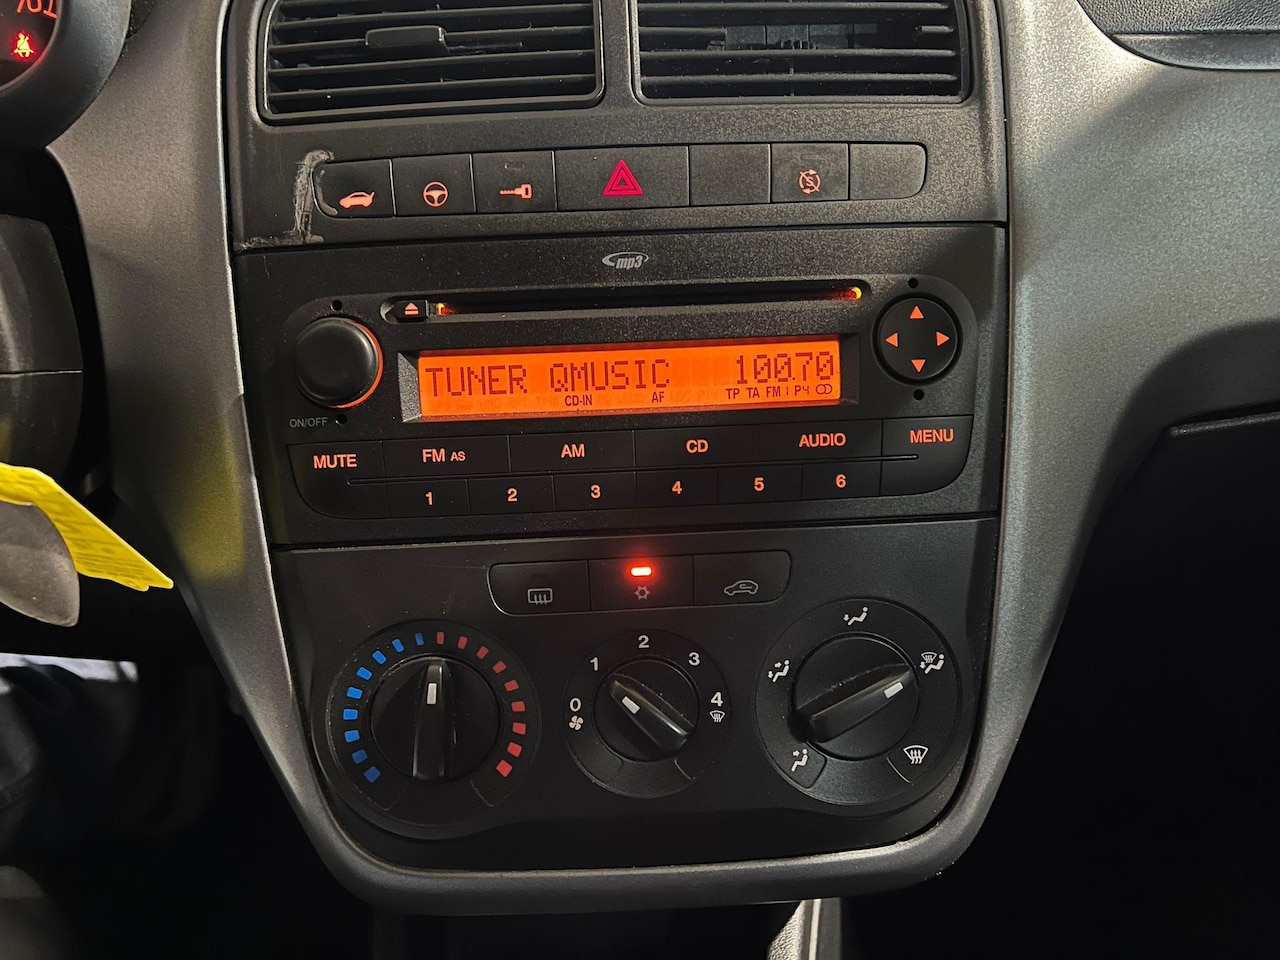 mp3
TUNER QMUSIC 100.70
CD-IN AF TP TA FM1 P4
ON/OFF
MUTE FM AS AM CD AUDIO MENU
1 2 3 4 5 6
0 1 2 3 4